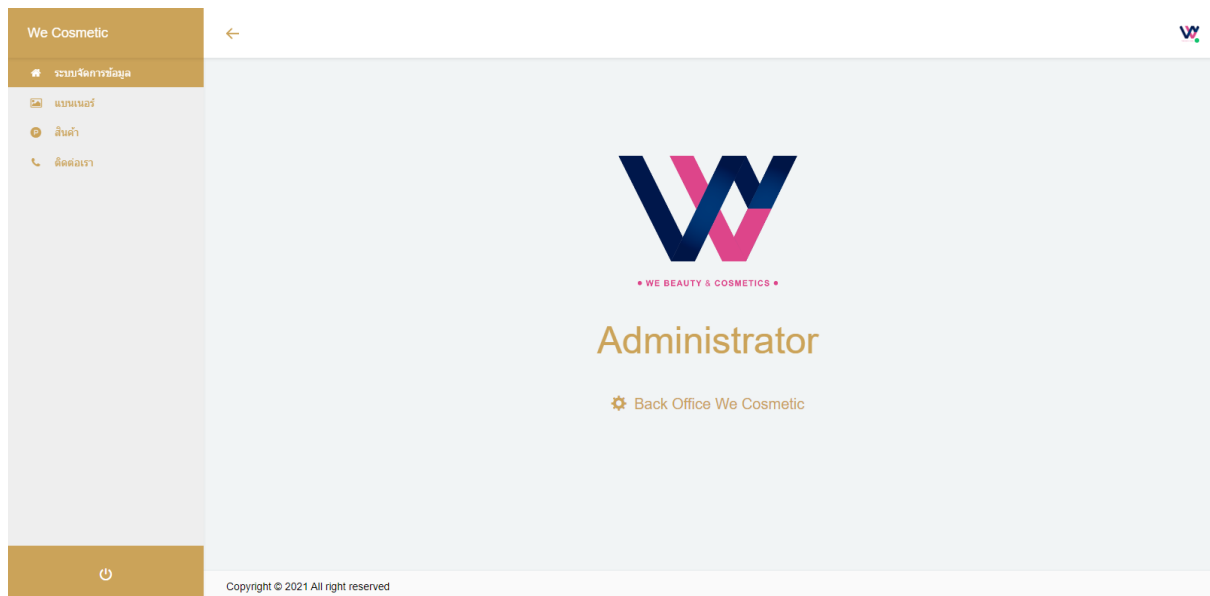 We Cosmetic
ระบบจัดการข้อมูล
แบนเนอร์
สินค้า
ติดต่อเรา
• WE BEAUTY & COSMETICS •
Administrator
Back Office We Cosmetic
Copyright © 2021 All right reserved